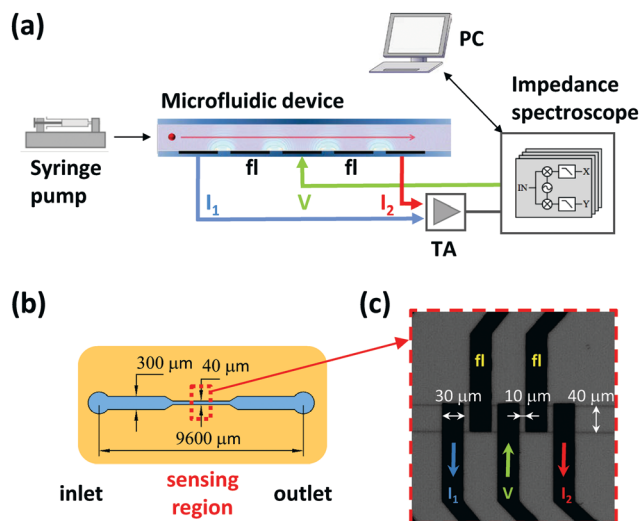 (a)
PC
Impedance
spectroscope
Microfluidic device
Syringe
pump
fl
fl
I1
V
I2
TA
IN
X
Y
(b)
300 μm
40 μm
9600 μm
inlet
sensing
region
outlet
(c)
fl
fl
30 μm
10 μm
40 μm
I1
V
I2